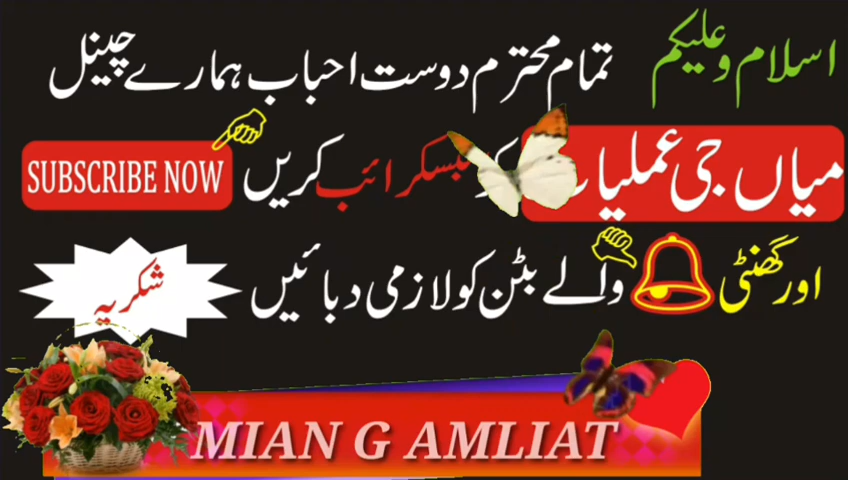 اسلام وعلیکم تمام محترم دوست احباب ہمارے چینل
میاں جی عملیات کو سبسکرائب کریں SUBSCRIBE NOW
اور گھنٹی والے بٹن کو لازمی دبائیں شکریہ
MIAN G AMLIAT